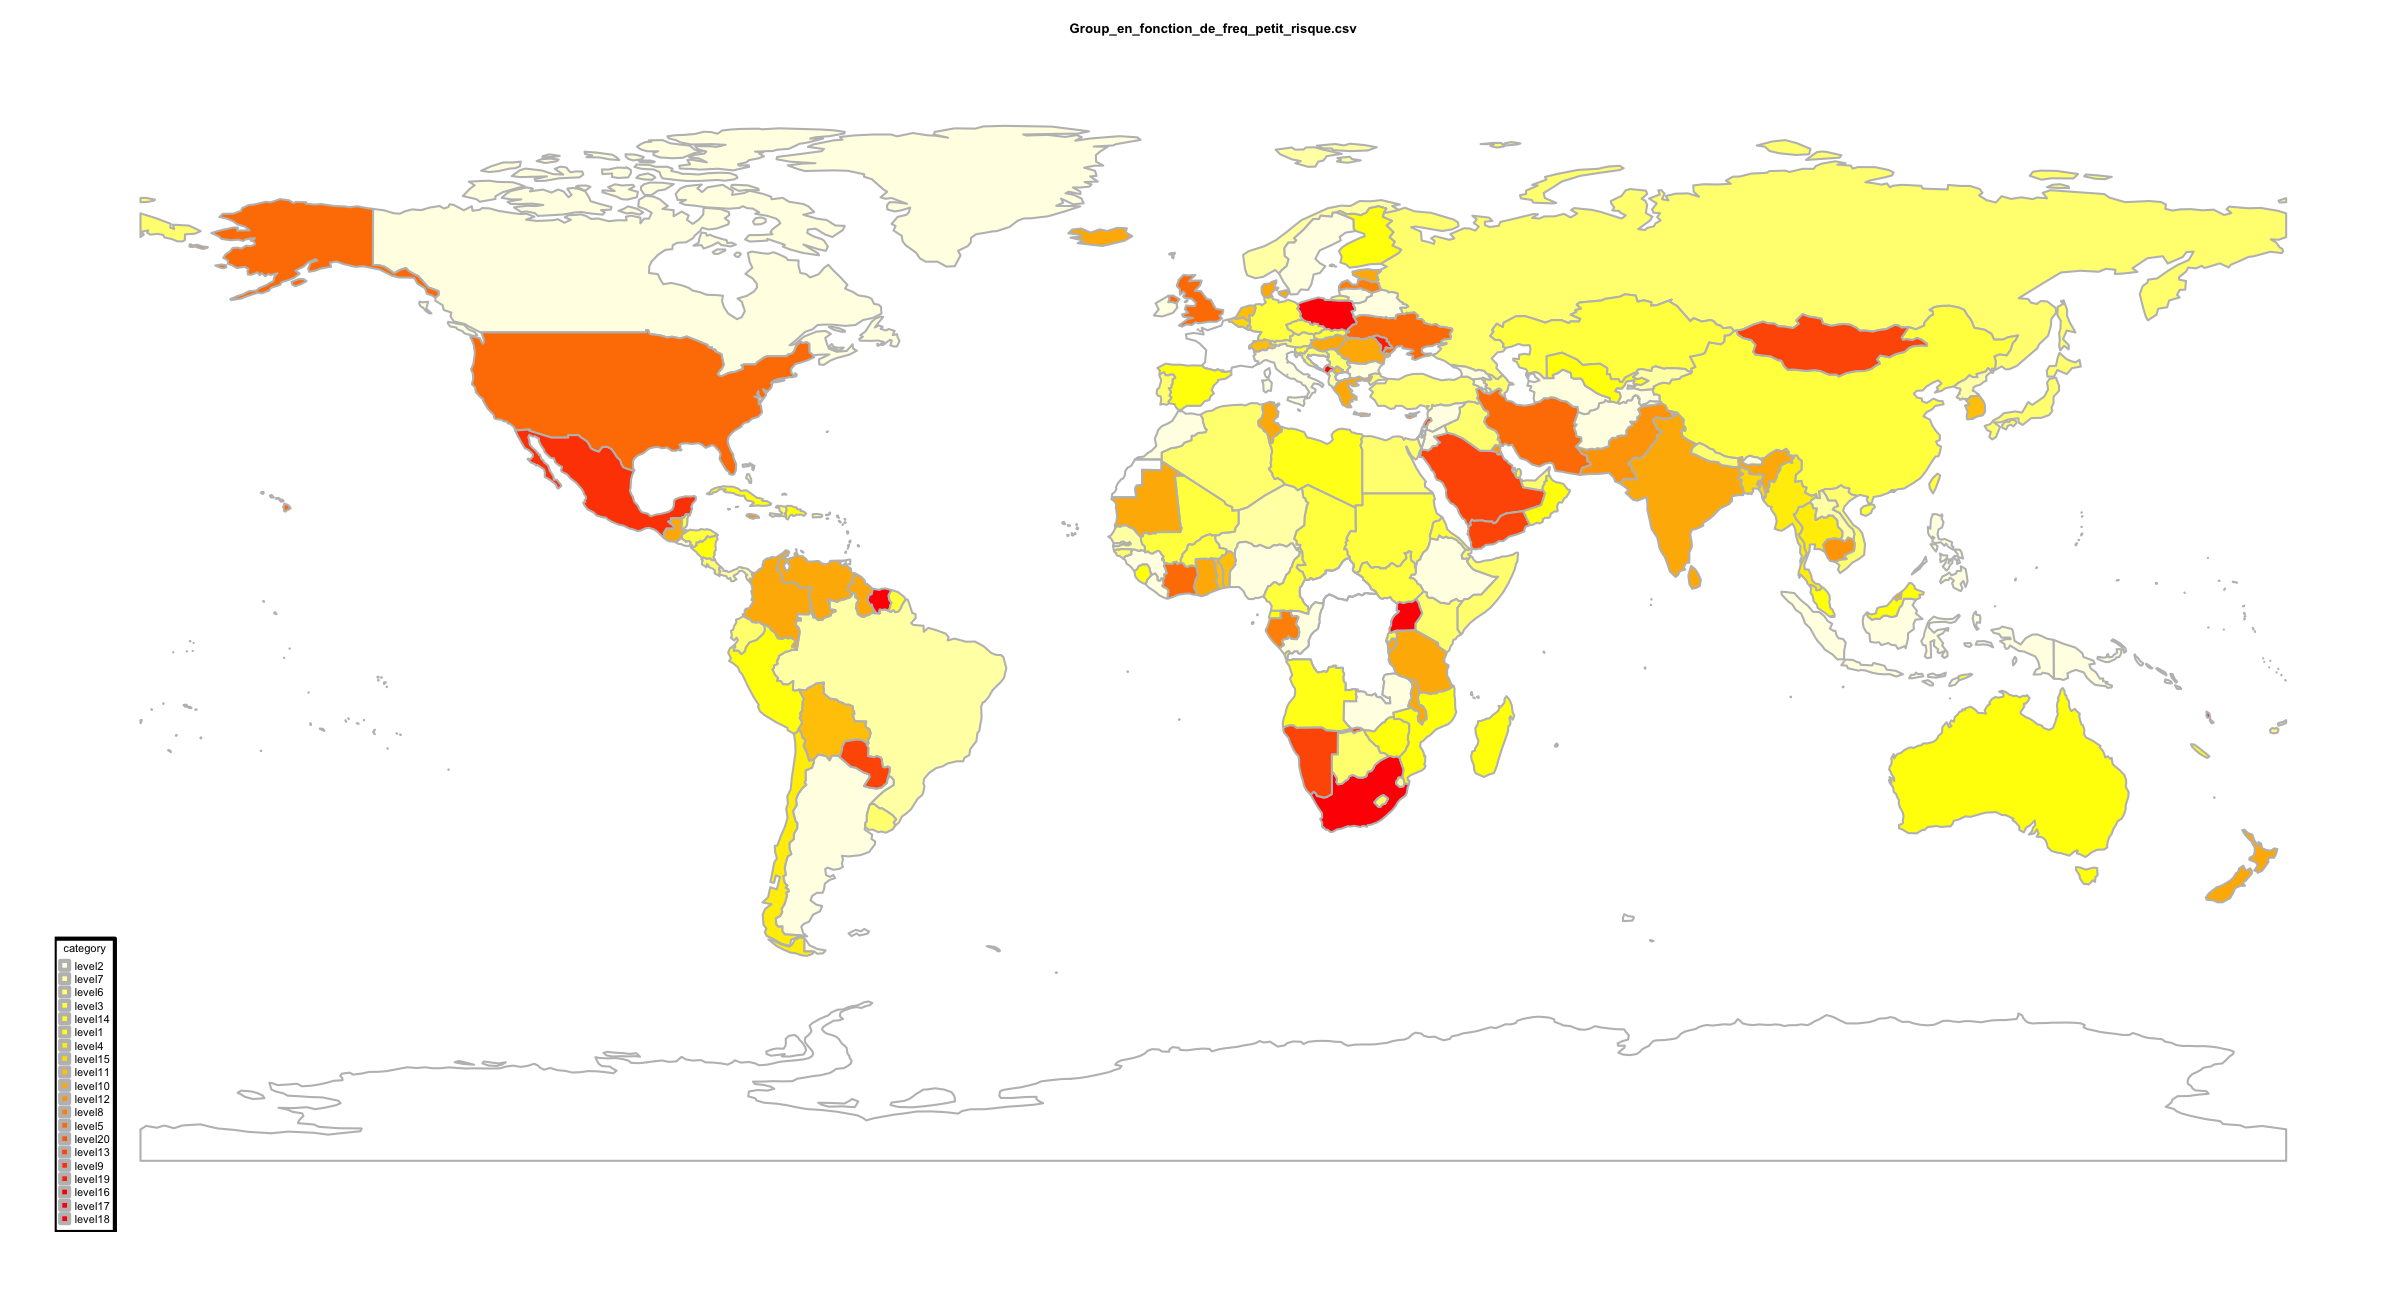 Group_en_fonction_de_freq_petit_risque.csv
category
level2
level7
level6
level3
level14
level1
level4
level15
level11
level10
level12
level8
level5
level20
level13
level9
level19
level16
level17
level18